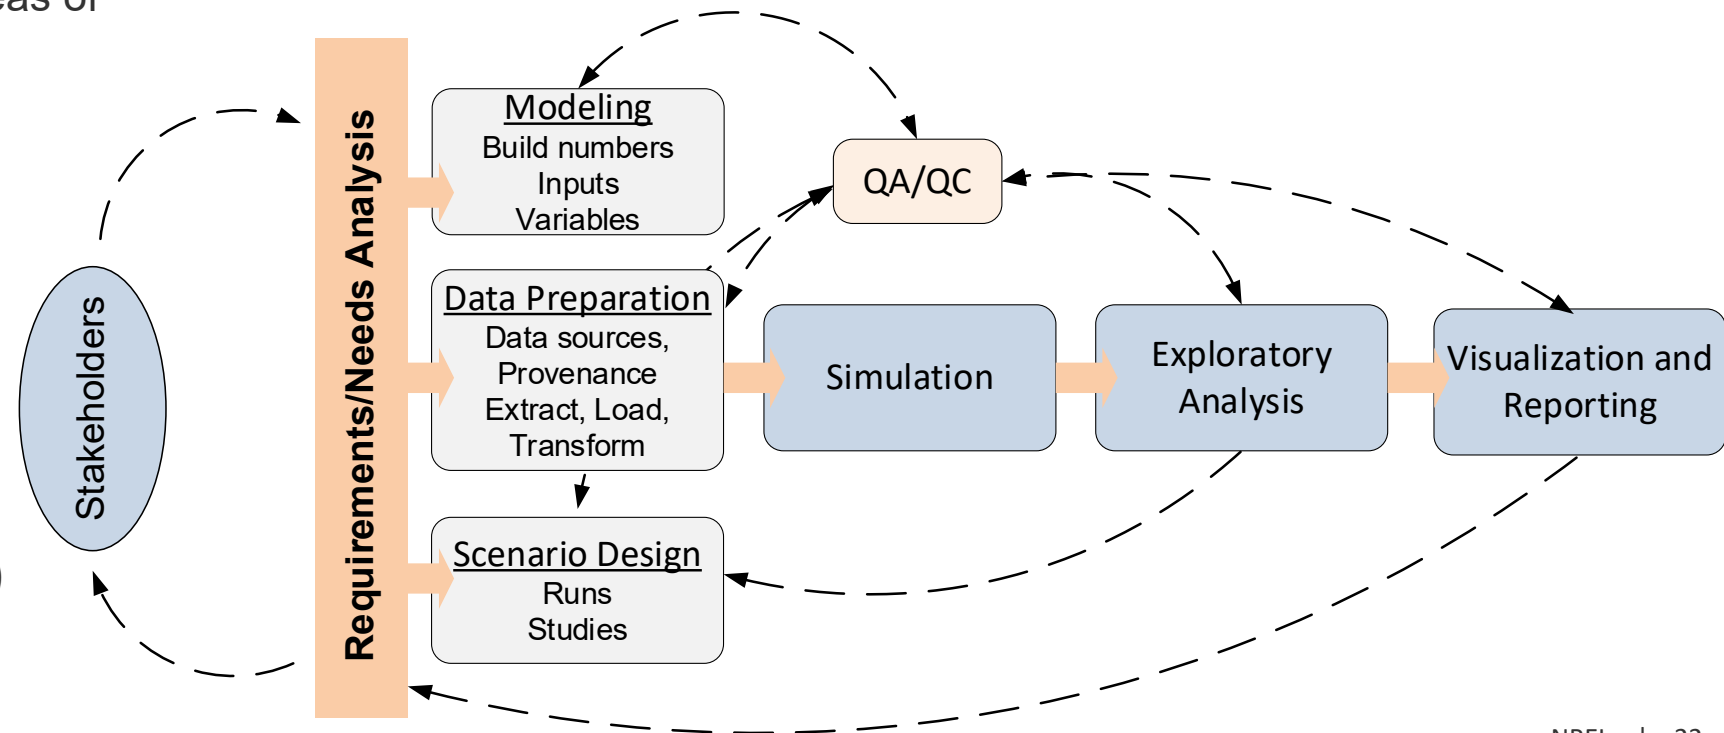 Stakeholders
Requirements/Needs Analysis
Modeling
Build numbers
Inputs
Variables
QA/QC
Data Preparation
Data sources,
Provenance
Extract, Load,
Transform
Simulation
Exploratory
Analysis
Visualization and
Reporting
Scenario Design
Runs
Studies